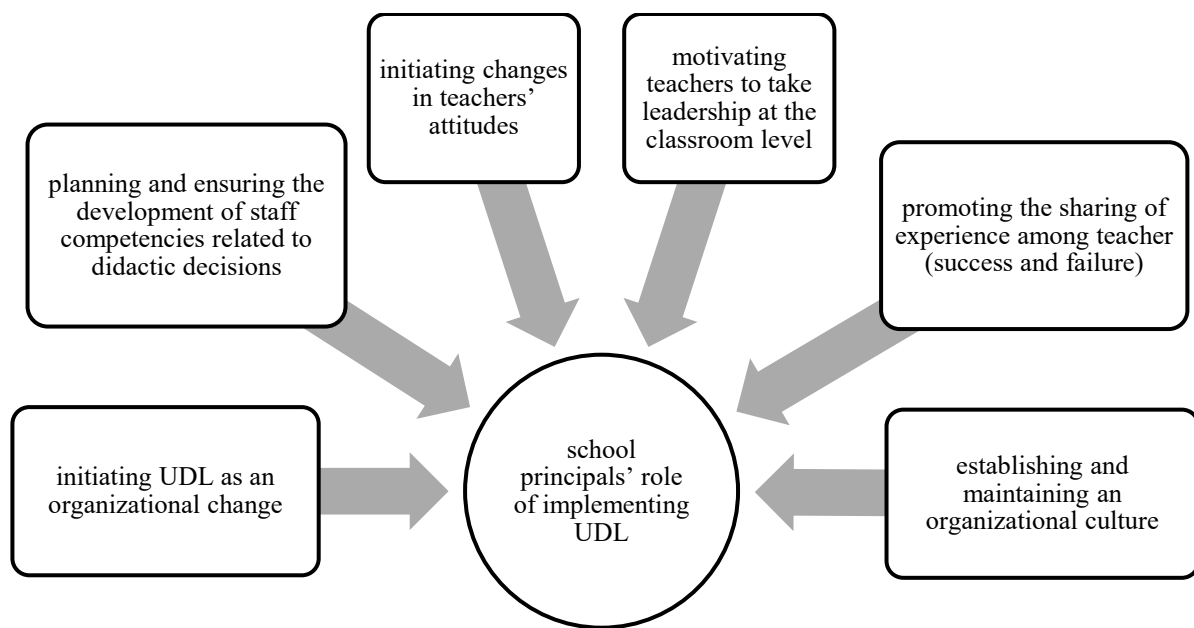 initiating changes
in teachers’
attitudes
motivating
teachers to take
leadership at the
classroom level
planning and ensuring the
development of staff
competencies related to
didactic decisions
promoting the sharing of
experience among teacher
(success and failure)
initiating UDL as an
organizational change
school
principals’ role
of implementing
UDL
establishing and
maintaining an
organizational culture